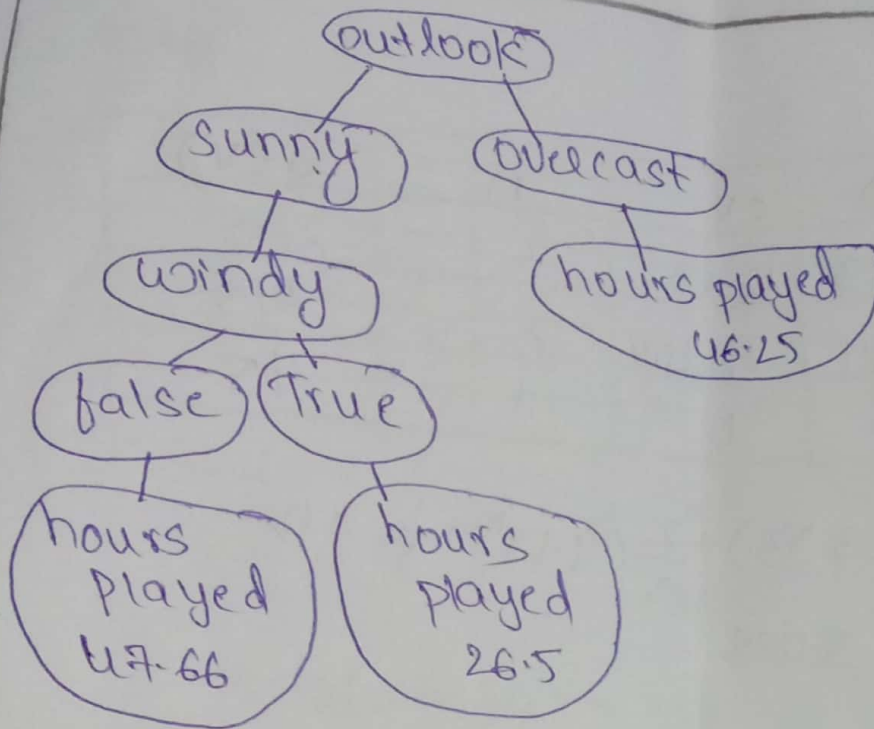 outlook
sunny
overcast
windy
hours played
46.25
false
True
hours
played
47.66
hours
played
26.5